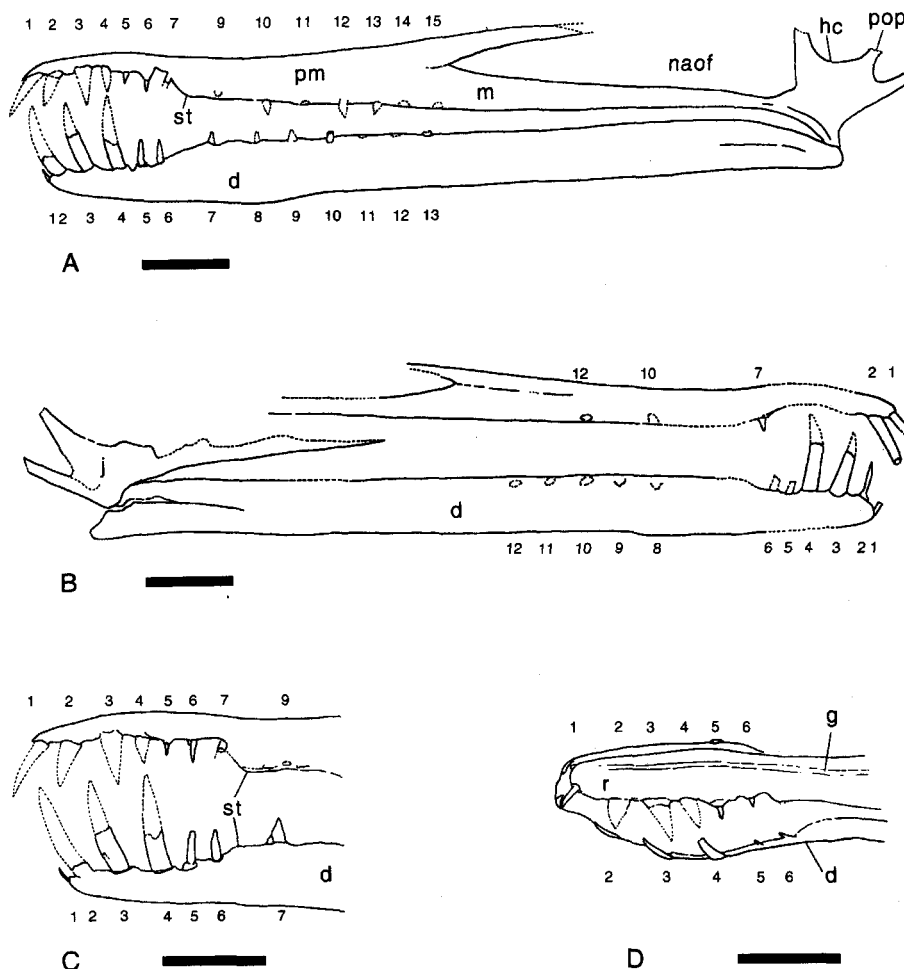 1 2 3 4 5 6 7 9 10 11 12 13 14 15
hc pop
pm naof
m
st
d
12 3 4 5 6 7 8 9 10 11 12 13
A
12 10 7 2 1
j
d
12 11 10 9 8 6 5 4 3 2 1
B
1 2 3 4 5 6 7 9
st
d
1 2 3 4 5 6 7
C
1 2 3 4 5 6 g
r
2 3 4 5 6 d
D